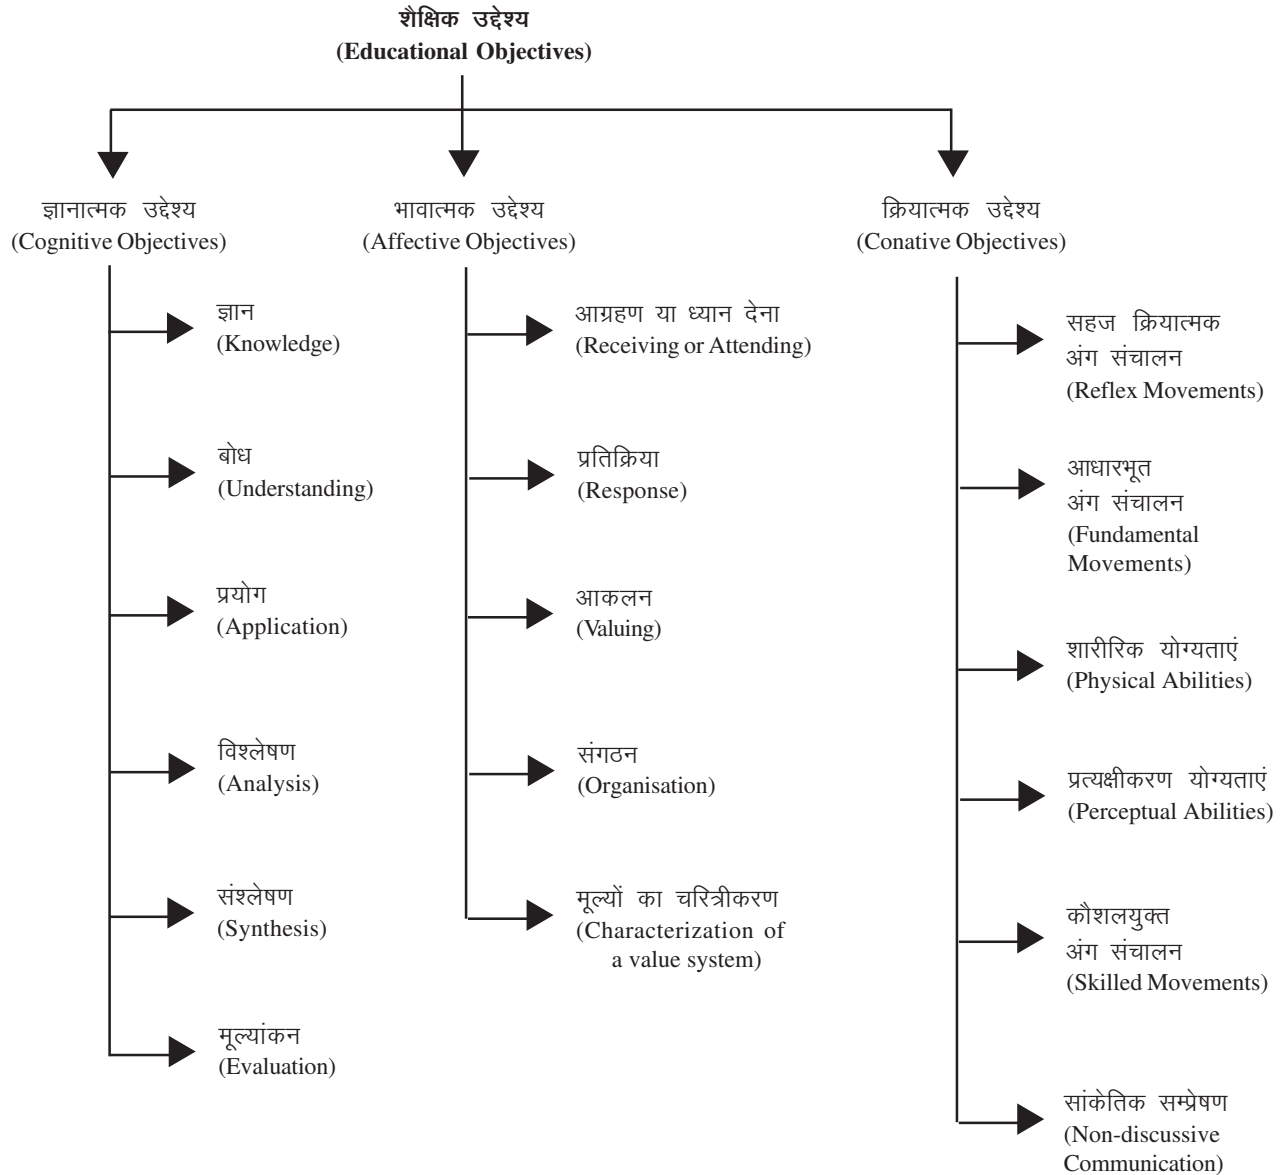 शैक्षिक उद्देश्य
(Educational Objectives)
ज्ञानात्मक उद्देश्य
(Cognitive Objectives)
ज्ञान
(Knowledge)
बोध
(Understanding)
प्रयोग
(Application)
विश्लेषण
(Analysis)
संश्लेषण
(Synthesis)
मूल्यांकन
(Evaluation)
भावात्मक उद्देश्य
(Affective Objectives)
आग्रहण या ध्यान देना
(Receiving or Attending)
प्रतिक्रिया
(Response)
आकलन
(Valuing)
संगठन
(Organisation)
मूल्यों का चरित्रीकरण
(Characterization of
a value system)
क्रियात्मक उद्देश्य
(Conative Objectives)
सहज क्रियात्मक
अंग संचालन
(Reflex Movements)
आधारभूत
अंग संचालन
(Fundamental
Movements)
शारीरिक योग्यताएं
(Physical Abilities)
प्रत्यक्षीकरण योग्यताएं
(Perceptual Abilities)
कौशलयुक्त
अंग संचालन
(Skilled Movements)
सांकेतिक सम्प्रेषण
(Non-discussive
Communication)